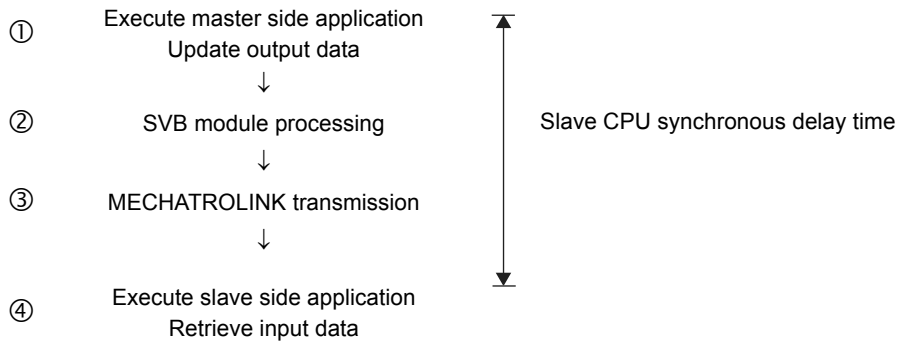 ① Execute master side application
Update output data
↓
② SVB module processing
Slave CPU synchronous delay time
↓
③ MECHATROLINK transmission
↓
④ Execute slave side application
Retrieve input data